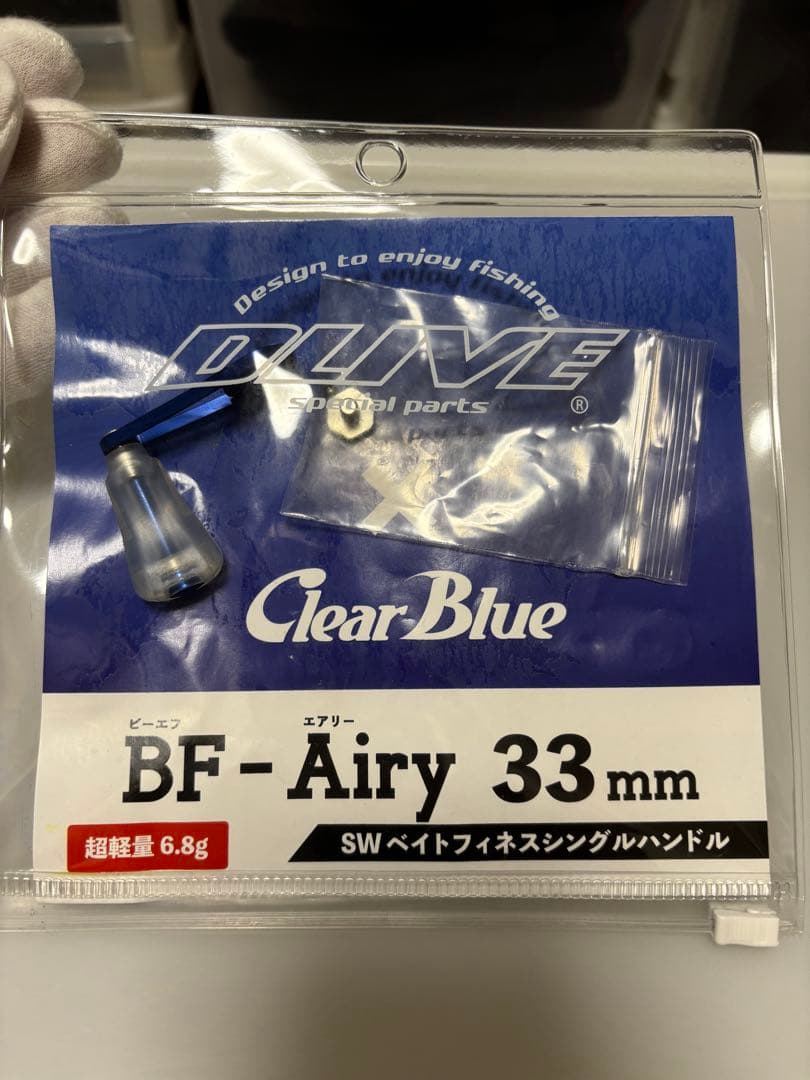 Design to enjoy fishing
DLIVE
special parts ®
Clear Blue
ビーエフ エアリー
BF-Airy 33mm
超軽量6.8g
SWベイトフィネスシングルハンドル